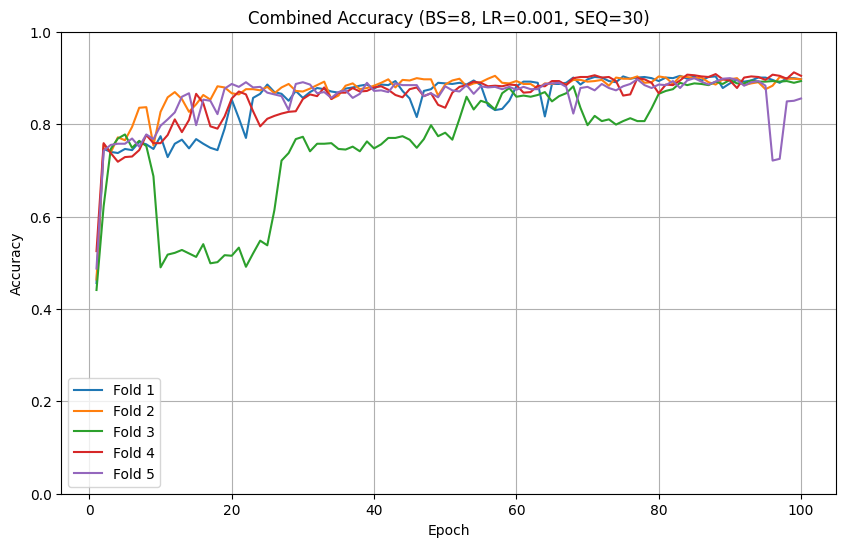 Combined Accuracy (BS=8, LR=0.001, SEQ=30)
1.0
0.8
0.6
0.4
0.2
0.0
Accuracy
Fold 1
Fold 2
Fold 3
Fold 4
Fold 5
0 20 40 60 80 100
Epoch